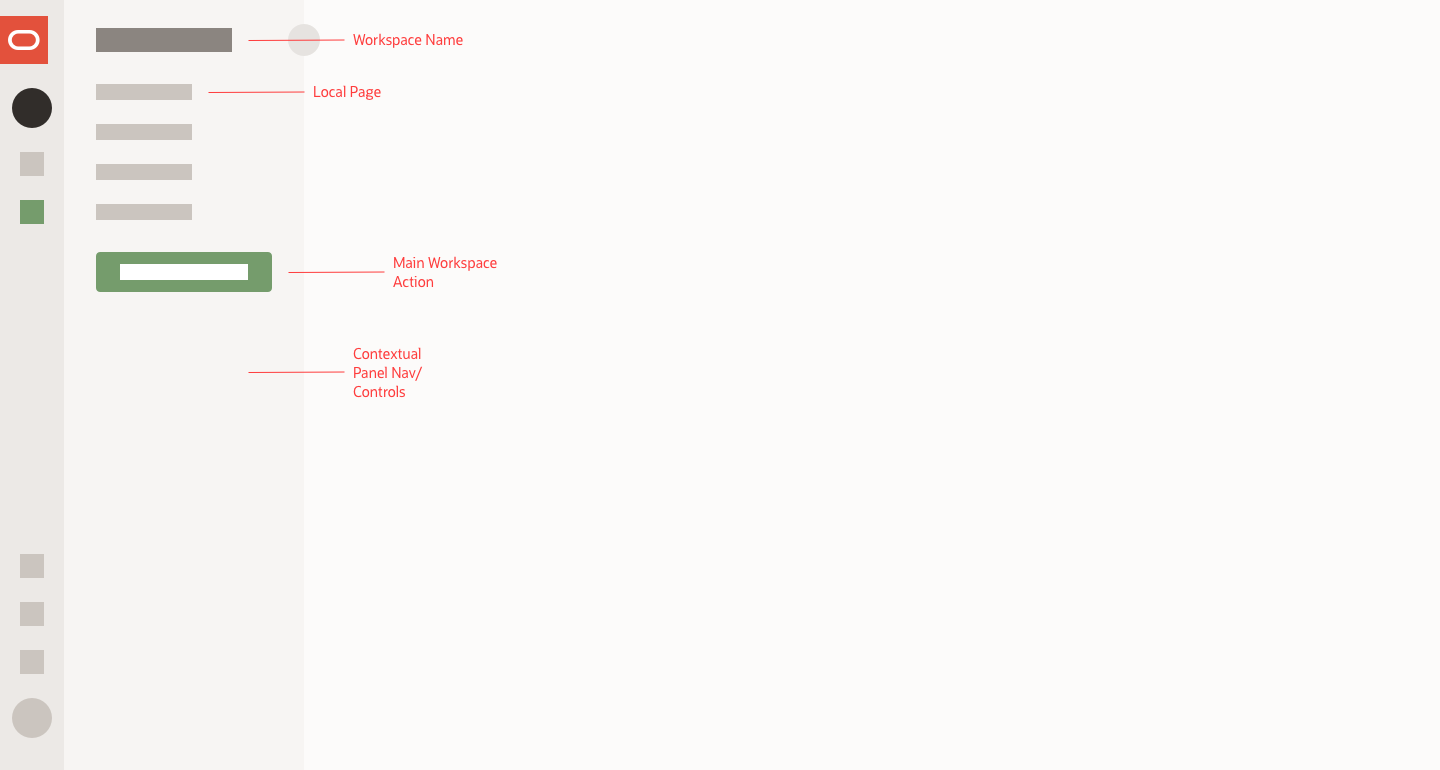 Workspace Name
Local Page
Main Workspace
Action
Contextual
Panel Nav/
Controls